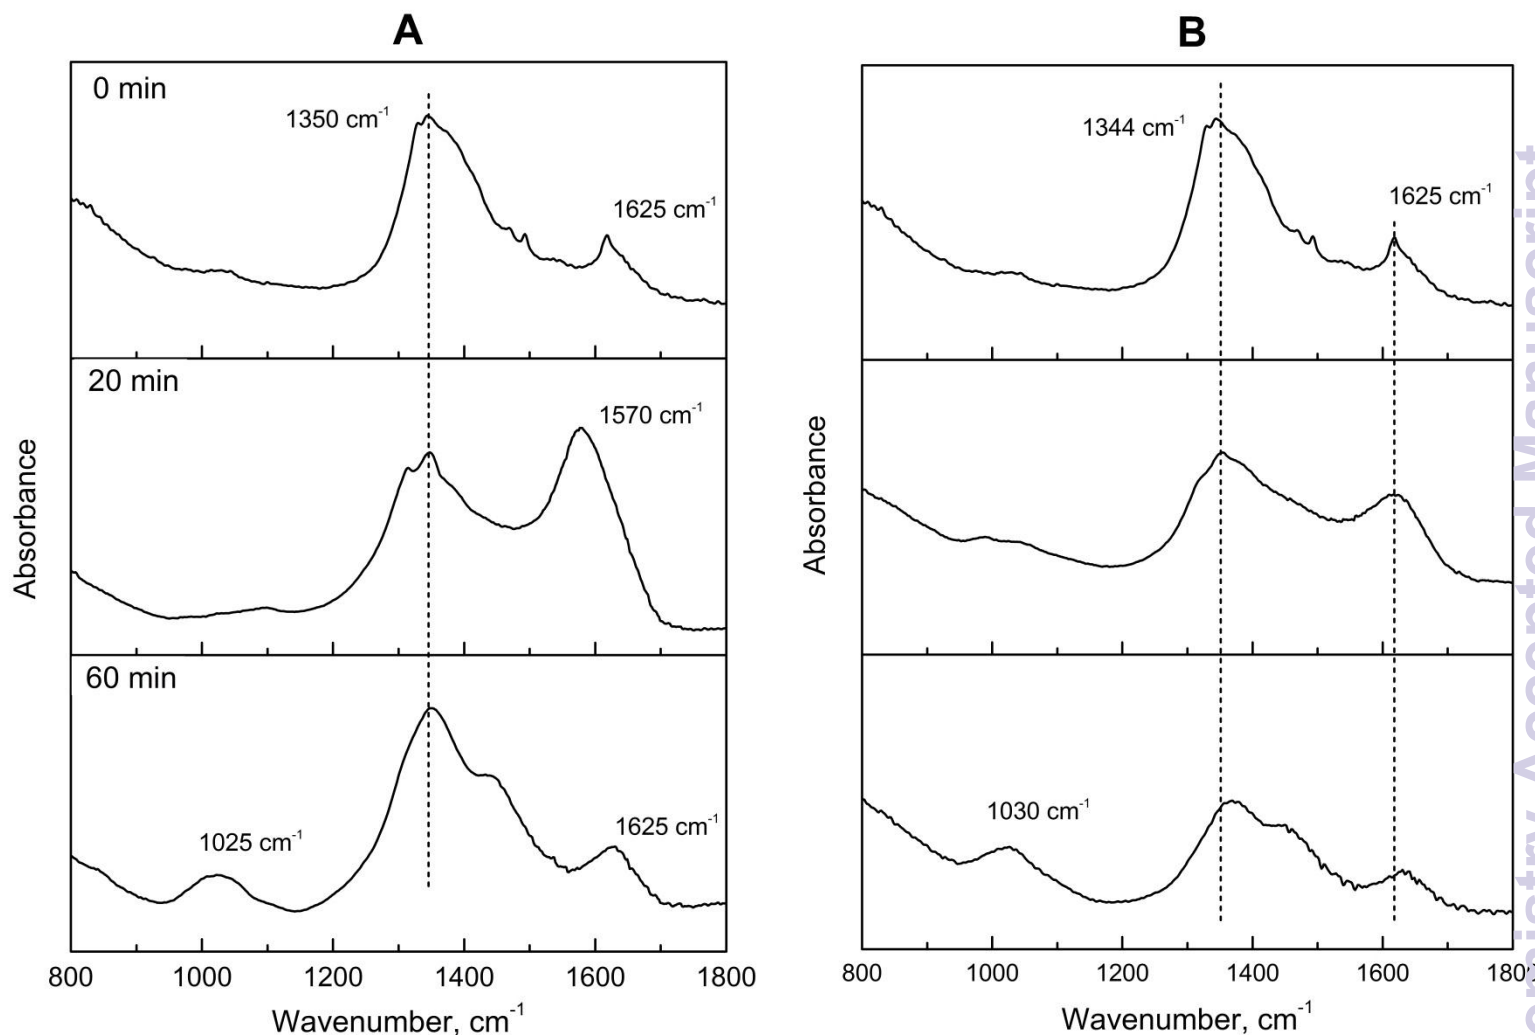 A
B
0 min
1350 cm⁻¹
1625 cm⁻¹
1344 cm⁻¹
1625 cm⁻¹
20 min
1570 cm⁻¹
60 min
1025 cm⁻¹
1625 cm⁻¹
1030 cm⁻¹
Absorbance
Absorbance
800 1000 1200 1400 1600 1800
Wavenumber, cm⁻¹
800 1000 1200 1400 1600
Wavenumber, cm⁻¹
Accepted Manuscript